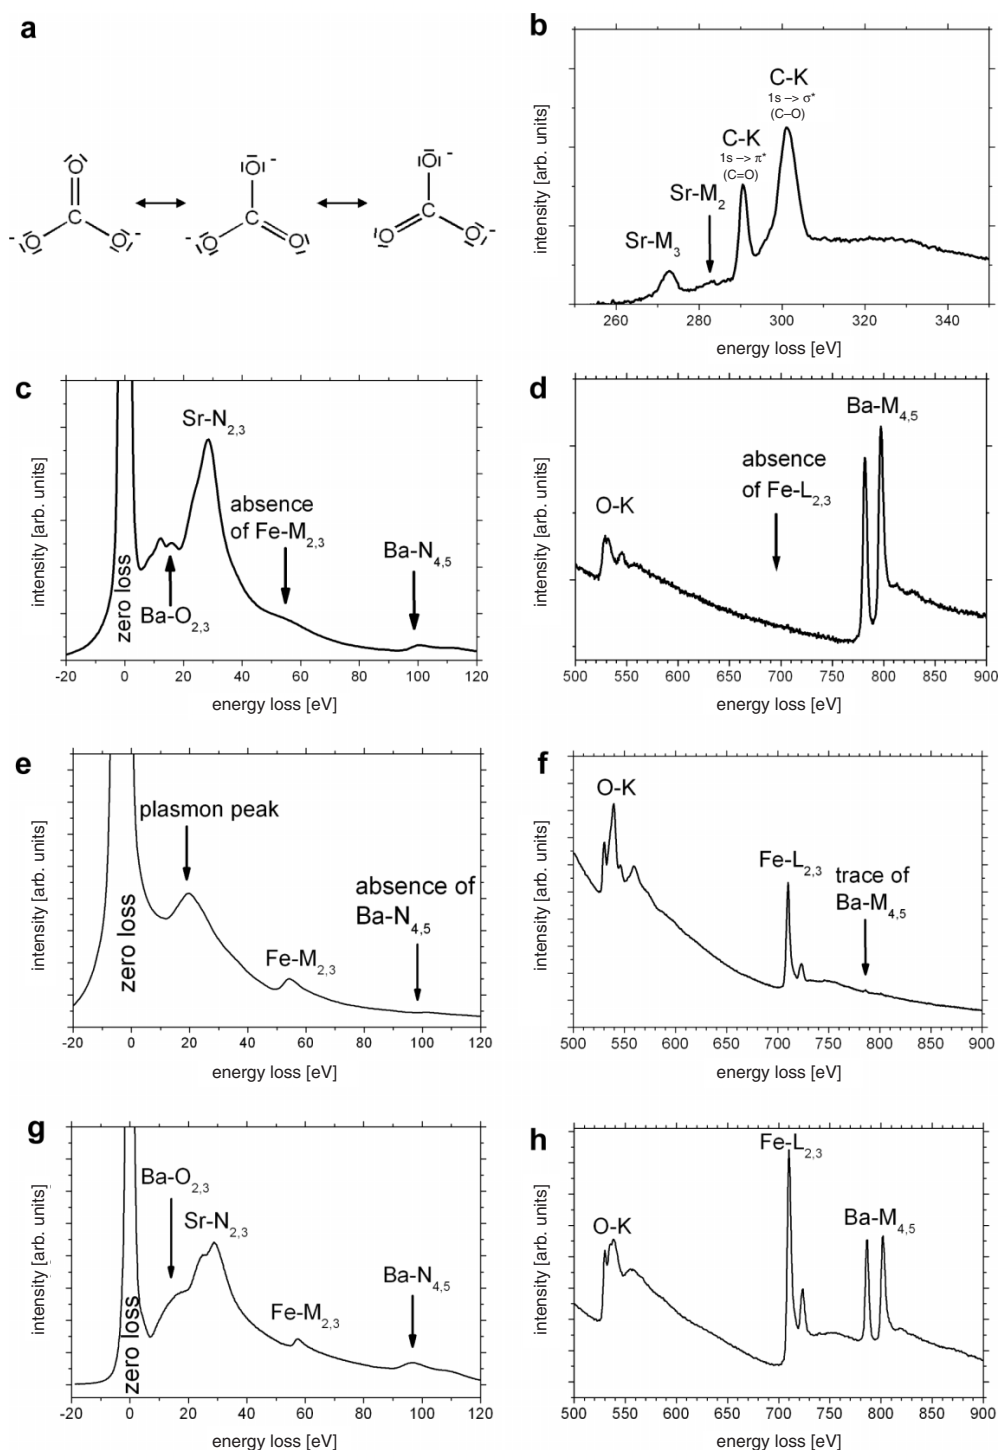 a
|O|
C
-
|O
O|
-
|O| -
C
-
|O
O|
|O| -
C
|O
O|
-
b
intensity [arb. units]
C-K
1s –> σ*
(C–O)
C-K
1s –> π*
(C=O)
Sr-M2
Sr-M3
260 280 300 320 340
energy loss [eV]
c
intensity [arb. units]
zero loss
Sr-N2,3
absence
of Fe-M2,3
Ba-N4,5
Ba-O2,3
-20 0 20 40 60 80 100 120
energy loss [eV]
d
intensity [arb. units]
Ba-M4,5
absence
of Fe-L2,3
O-K
500 550 600 650 700 750 800 850 900
energy loss [eV]
e
intensity [arb. units]
zero loss
plasmon peak
absence of
Ba-N4,5
Fe-M2,3
-20 0 20 40 60 80 100 120
energy loss [eV]
f
intensity [arb. units]
O-K
Fe-L2,3
trace of
Ba-M4,5
500 550 600 650 700 750 800 850 900
energy loss [eV]
g
intensity [arb. units]
zero loss
Ba-O2,3
Sr-N2,3
Ba-N4,5
Fe-M2,3
-20 0 20 40 60 80 100 120
energy loss [eV]
h
intensity [arb. units]
Fe-L2,3
O-K
Ba-M4,5
500 550 600 650 700 750 800 850 900
energy loss [eV]